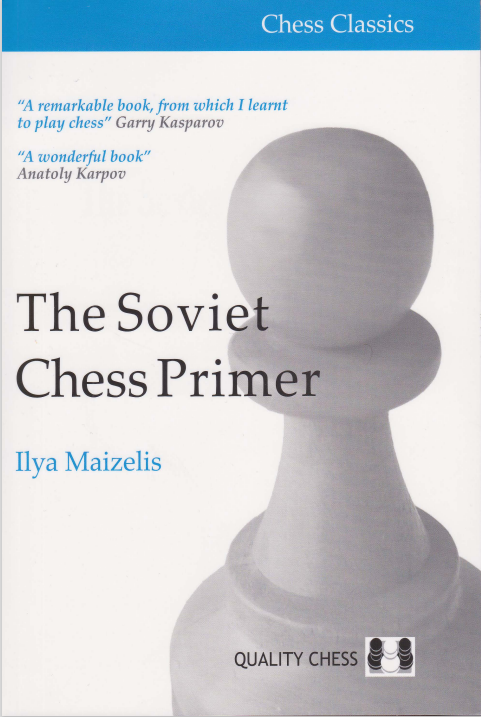 Chess Classics
“A remarkable book, from which I learnt
to play chess” Garry Kasparov
“A wonderful book”
Anatoly Karpov
The Soviet
Chess Primer
Ilya Maizelis
QUALITY CHESS